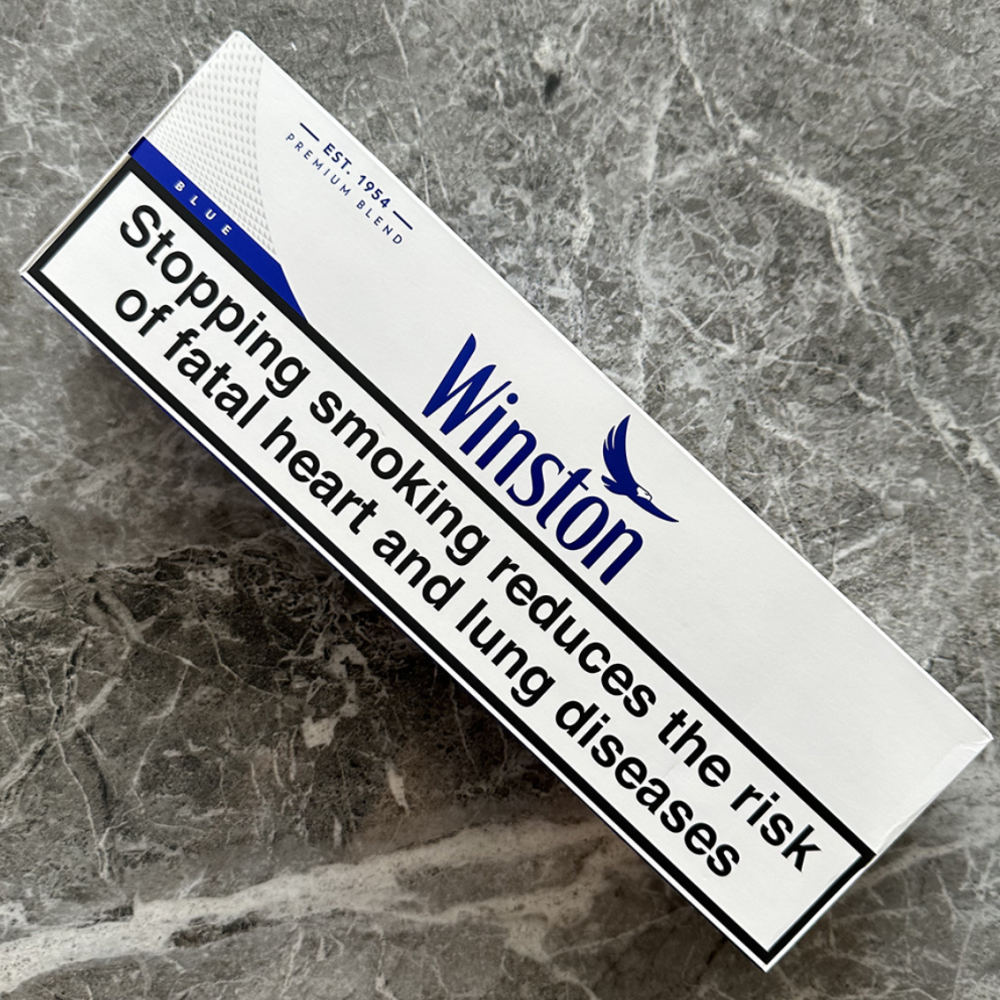 EST. 1954
PREMIUM BLEND
BLUE
Winston
Stopping smoking reduces the risk
of fatal heart and lung diseases